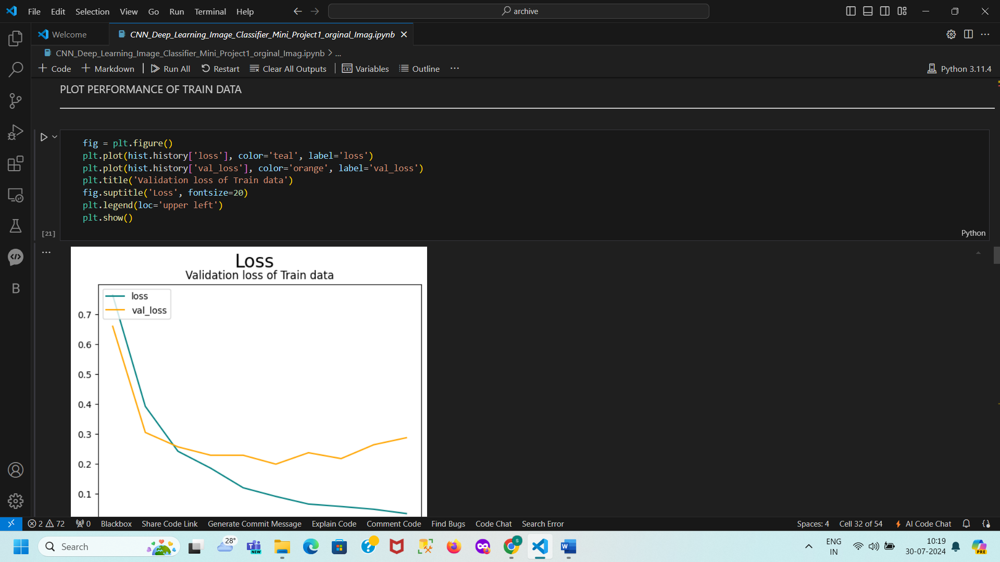 File Edit Selection View Go Run Terminal Help archive
Welcome CNN_Deep_Learning_Image_Classifier_Mini_Project1_orginal_Imag.ipynb
CNN_Deep_Learning_Image_Classifier_Mini_Project1_orginal_Imag.ipynb > ...
+ Code + Markdown | Run All Restart Clear All Outputs | Variables Outline ... Python 3.11.4
PLOT PERFORMANCE OF TRAIN DATA
fig = plt.figure()
plt.plot(hist.history['loss'], color='teal', label='loss')
plt.plot(hist.history['val_loss'], color='orange', label='val_loss')
plt.title('Validation loss of Train data')
fig.suptitle('Loss', fontsize=20)
plt.legend(loc='upper left')
plt.show()
[21]
Python
Loss
Validation loss of Train data
loss
val_loss
0.7
0.6
0.5
0.4
0.3
0.2
0.1
2 72 0 Blackbox Share Code Link Generate Commit Message Explain Code Comment Code Find Bugs Code Chat Search Error Spaces: 4 Cell 32 of 54 AI Code Chat
Search 28° NEW ENG IN 10:19 30-07-2024 PRE